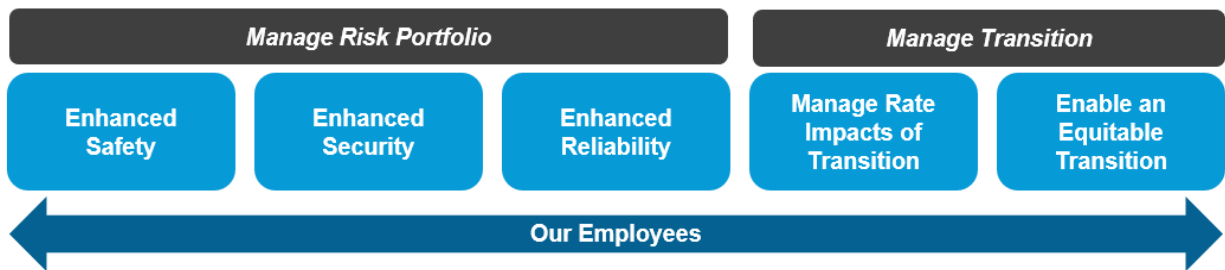 Manage Risk Portfolio
Manage Transition
Enhanced
Safety
Enhanced
Security
Enhanced
Reliability
Manage Rate
Impacts of
Transition
Enable an
Equitable
Transition
Our Employees